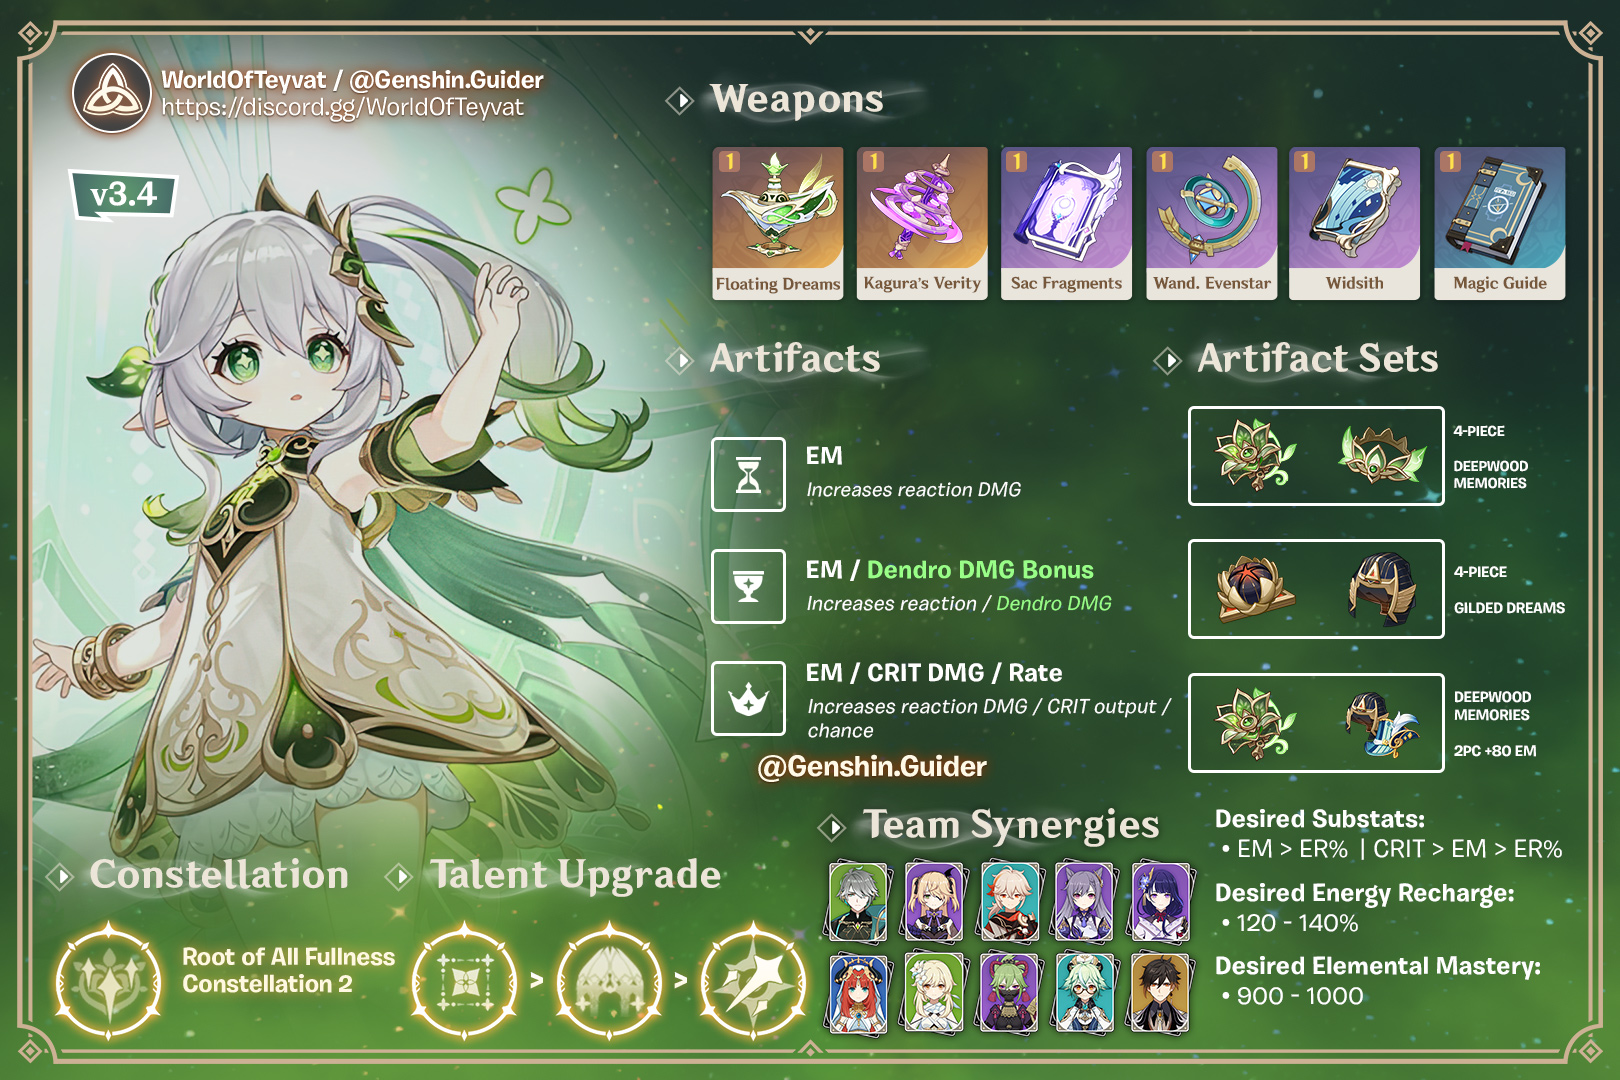 WorldOfTeyvat / @Genshin.Guider
https://discord.gg/WorldOfTeyvat
v3.4
Weapons
1 1 1 1 1 1
Floating Dreams
Kagura's Verity
Sac Fragments
Wand. Evenstar
Widsith
Magic Guide
Artifacts
EM
Increases reaction DMG
EM / Dendro DMG Bonus
Increases reaction / Dendro DMG
EM / CRIT DMG / Rate
Increases reaction DMG / CRIT output /
chance
@Genshin.Guider
Artifact Sets
4-PIECE
DEEPWOOD
MEMORIES
4-PIECE
GILDED DREAMS
DEEPWOOD
MEMORIES
2PC +80 EM
Constellation
Root of All Fullness
Constellation 2
Talent Upgrade
> >
Team Synergies
Desired Substats:
• EM > ER% | CRIT > EM > ER%
Desired Energy Recharge:
• 120 - 140%
Desired Elemental Mastery:
• 900 - 1000